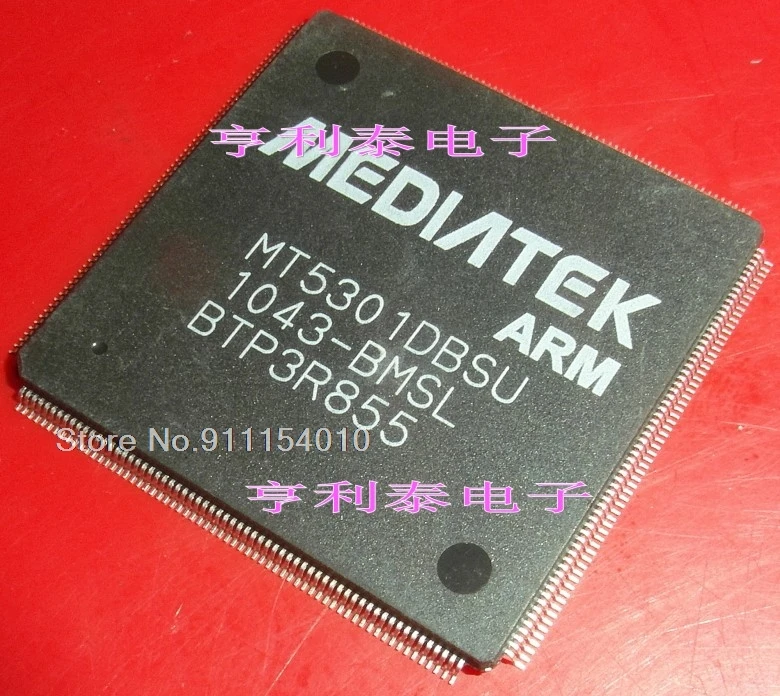 亨利泰电子
MEDIATEK
ARM
MT5301DBSU
1043-BMSL
BTP3R855
Store No.911154010
亨利泰电子